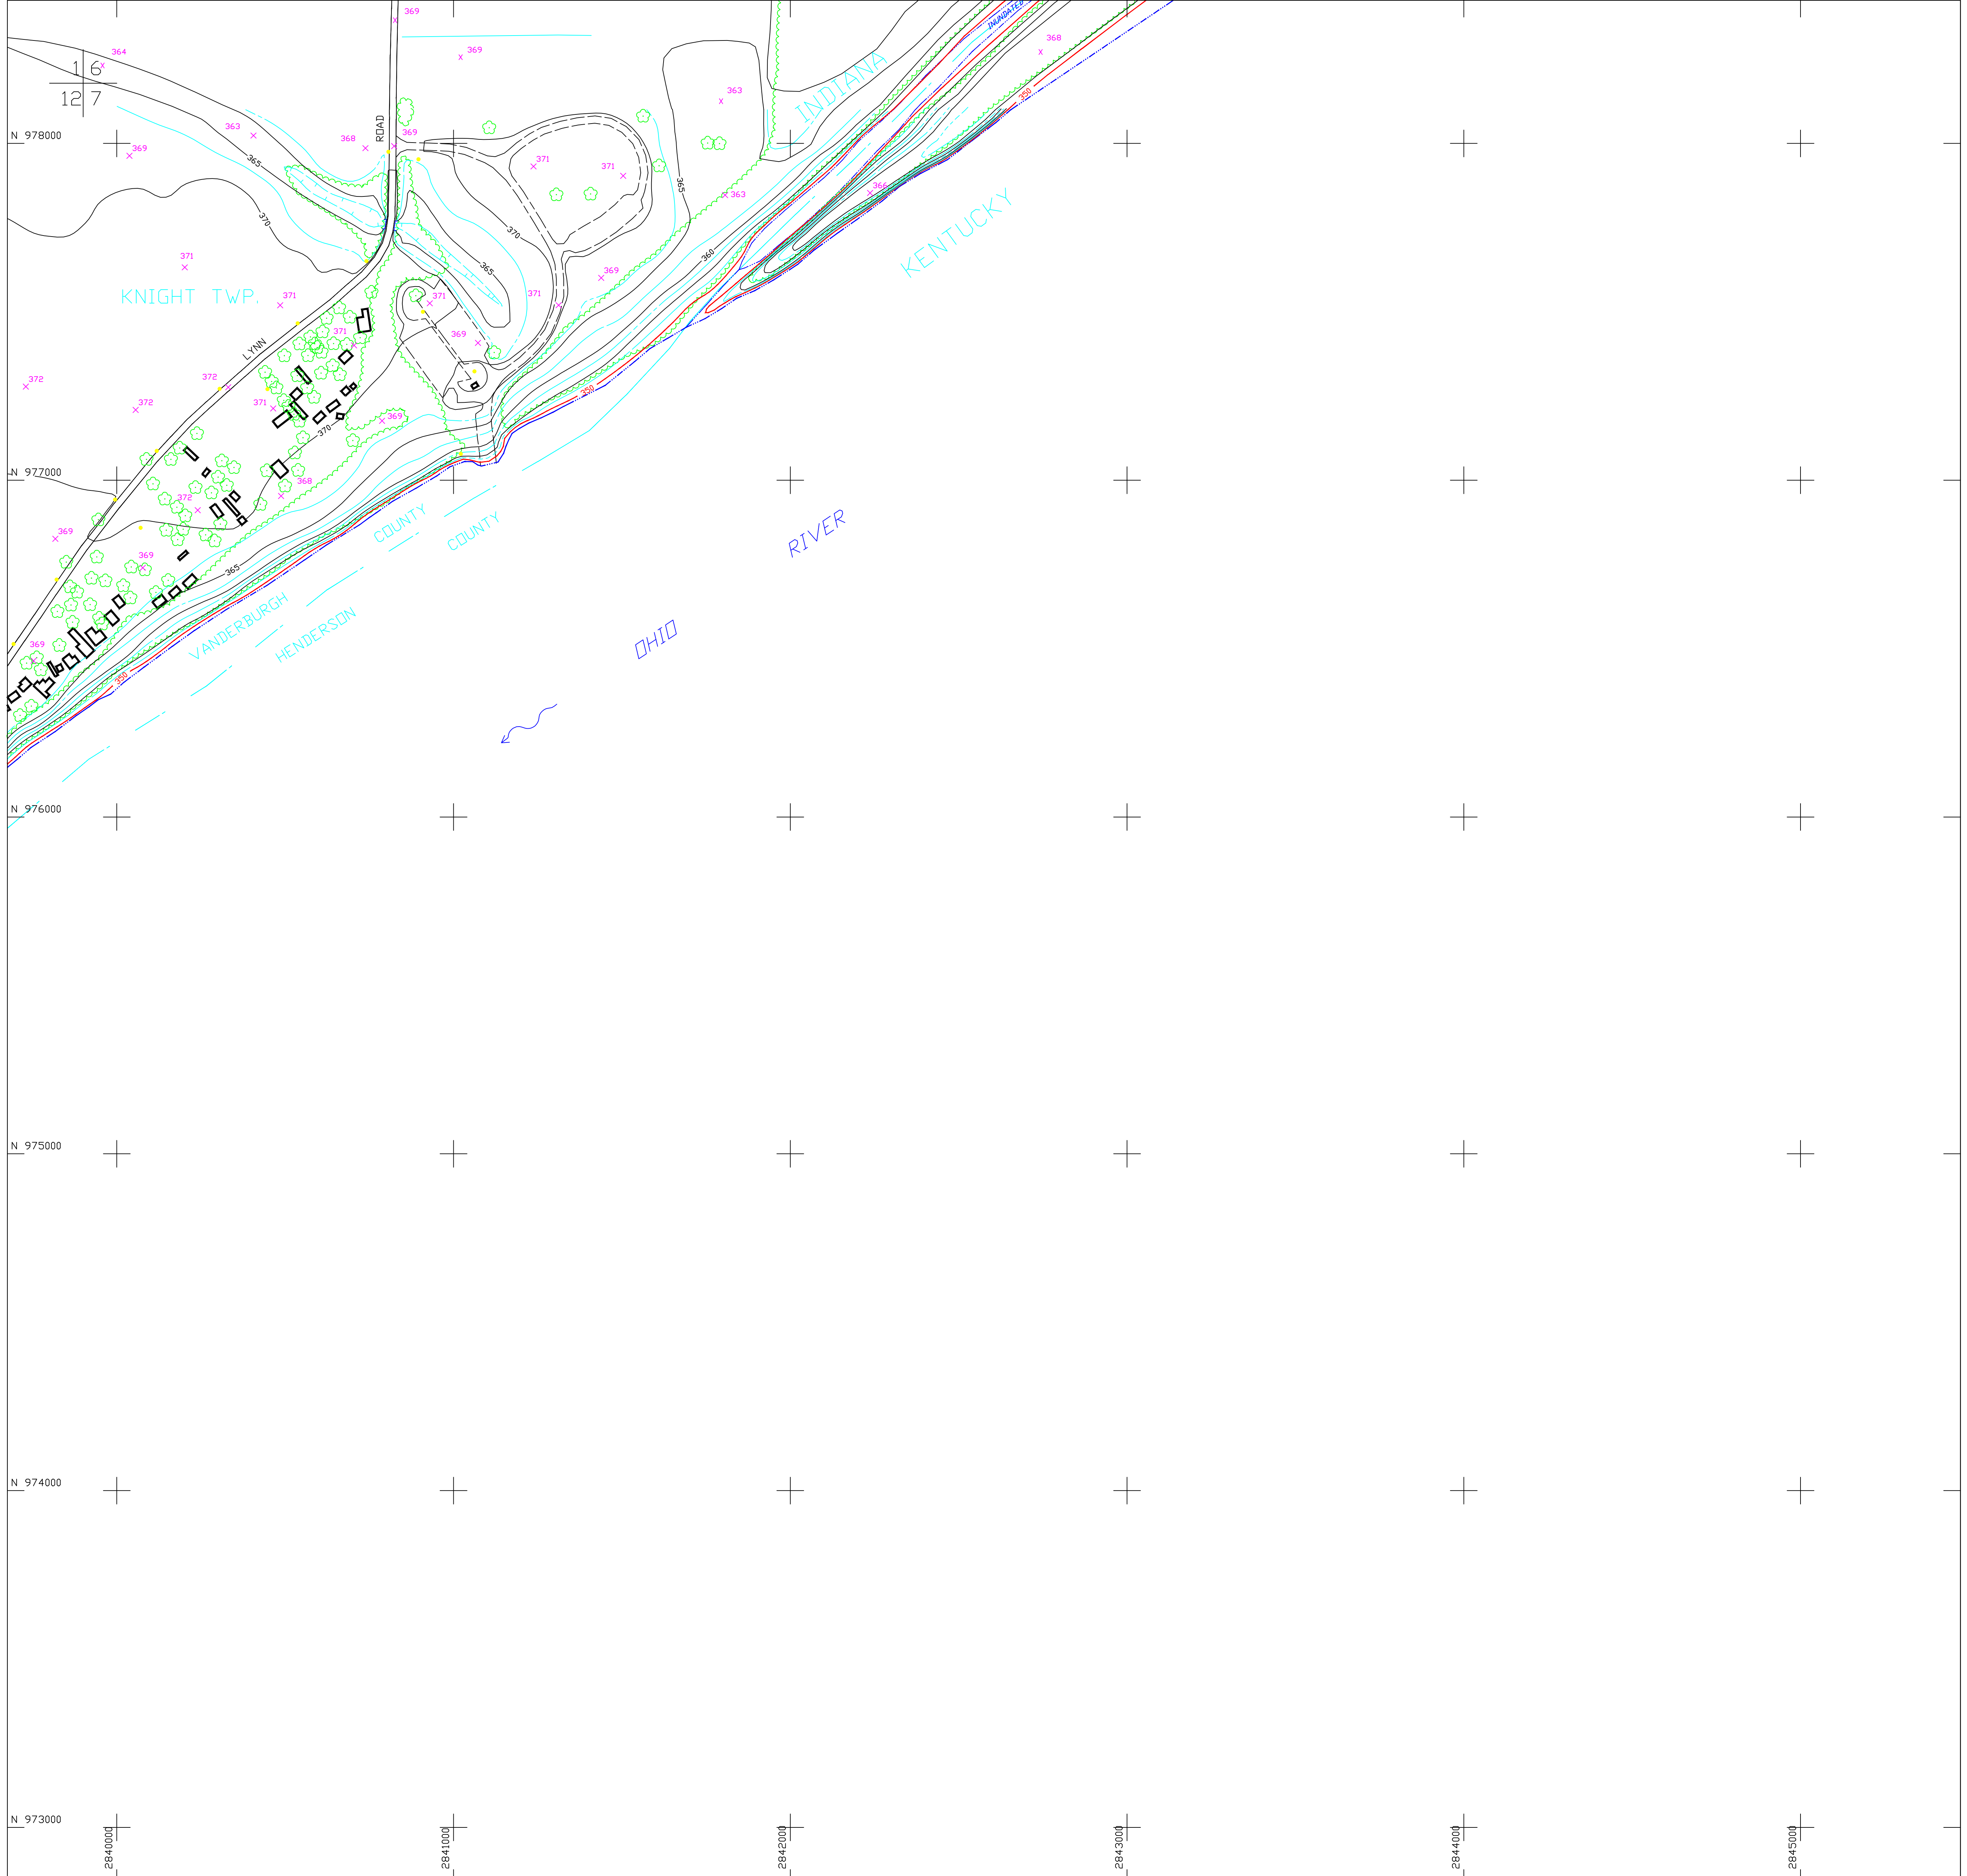 369
INUNDATED
364
369
368
1 6
12 7
363
INDIANA
350
363
ROAD
369
N 978000
368
369
365
371
371
365
366
363
370
370
KENTUCKY
360
371
365
369
KNIGHT TWP.
371
371
371
371
369
LYNN
372
372
350
372
371
369
370
N 977000
368
372
COUNTY
COUNTY
RIVER
369
369
365
VANDERBURGH
HENDERSON
OHIO
369
350
N 976000
N 975000
N 974000
N 973000
2840000
2841000
2842000
2843000
2844000
2845000